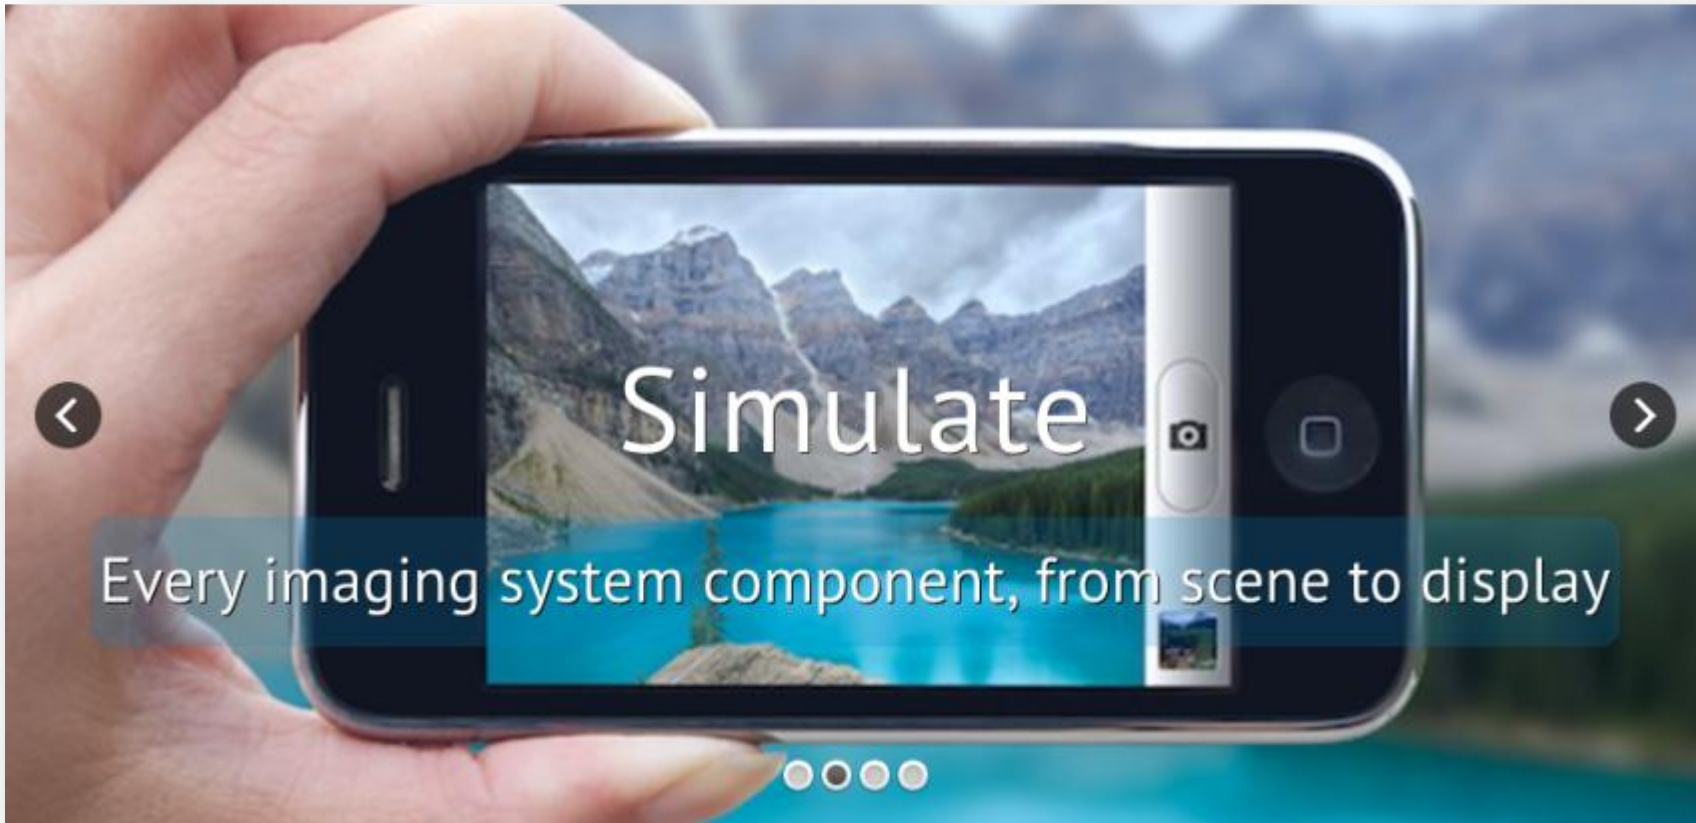 Simulate
Every imaging system component, from scene to display